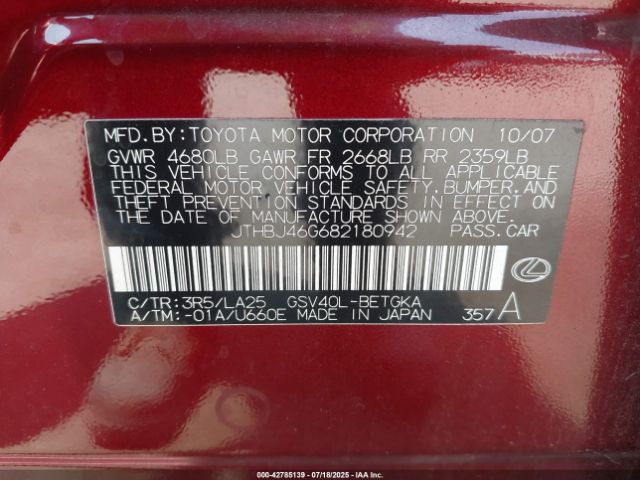 MFD.BY:TOYOTA MOTOR CORPORATION 10/07
GVWR 4680LB GAWR FR 2668LB RR 2359LB
THIS VEHICLE CONFORMS TO ALL APPLICABLE
FEDERAL MOTOR VEHICLE SAFETY,BUMPER,AND
THEFT PREVENTION STANDARDS IN EFFECT ON
THE DATE OF MANUFACTURE SHOWN ABOVE.
JTHBJ46G682180942 PASS.CAR
C/TR:3R5/LA25 GSV40L-BETGKA
A/TM:-01A/U660E MADE IN JAPAN 357 A
000-42785139 - 07/18/2025 - IAA Inc.